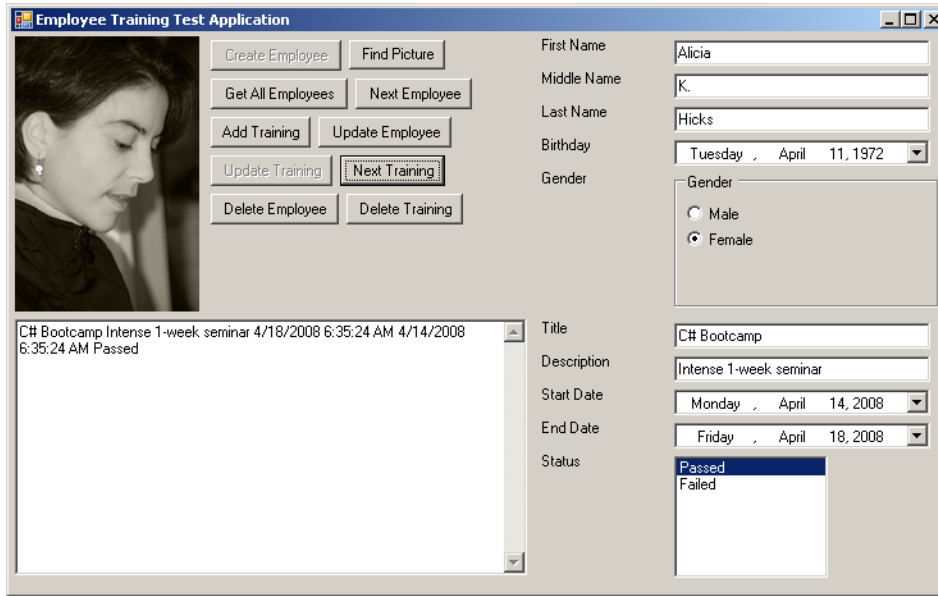 Employee Training Test Application
Create Employee Find Picture
Get All Employees Next Employee
Add Training Update Employee
Update Training Next Training
Delete Employee Delete Training
First Name Alicia
Middle Name K.
Last Name Hicks
Birthday Tuesday , April 11, 1972
Gender Gender
Male
Female
C# Bootcamp Intense 1-week seminar 4/18/2008 6:35:24 AM 4/14/2008
6:35:24 AM Passed
Title C# Bootcamp
Description Intense 1-week seminar
Start Date Monday , April 14, 2008
End Date Friday , April 18, 2008
Status Passed
Failed